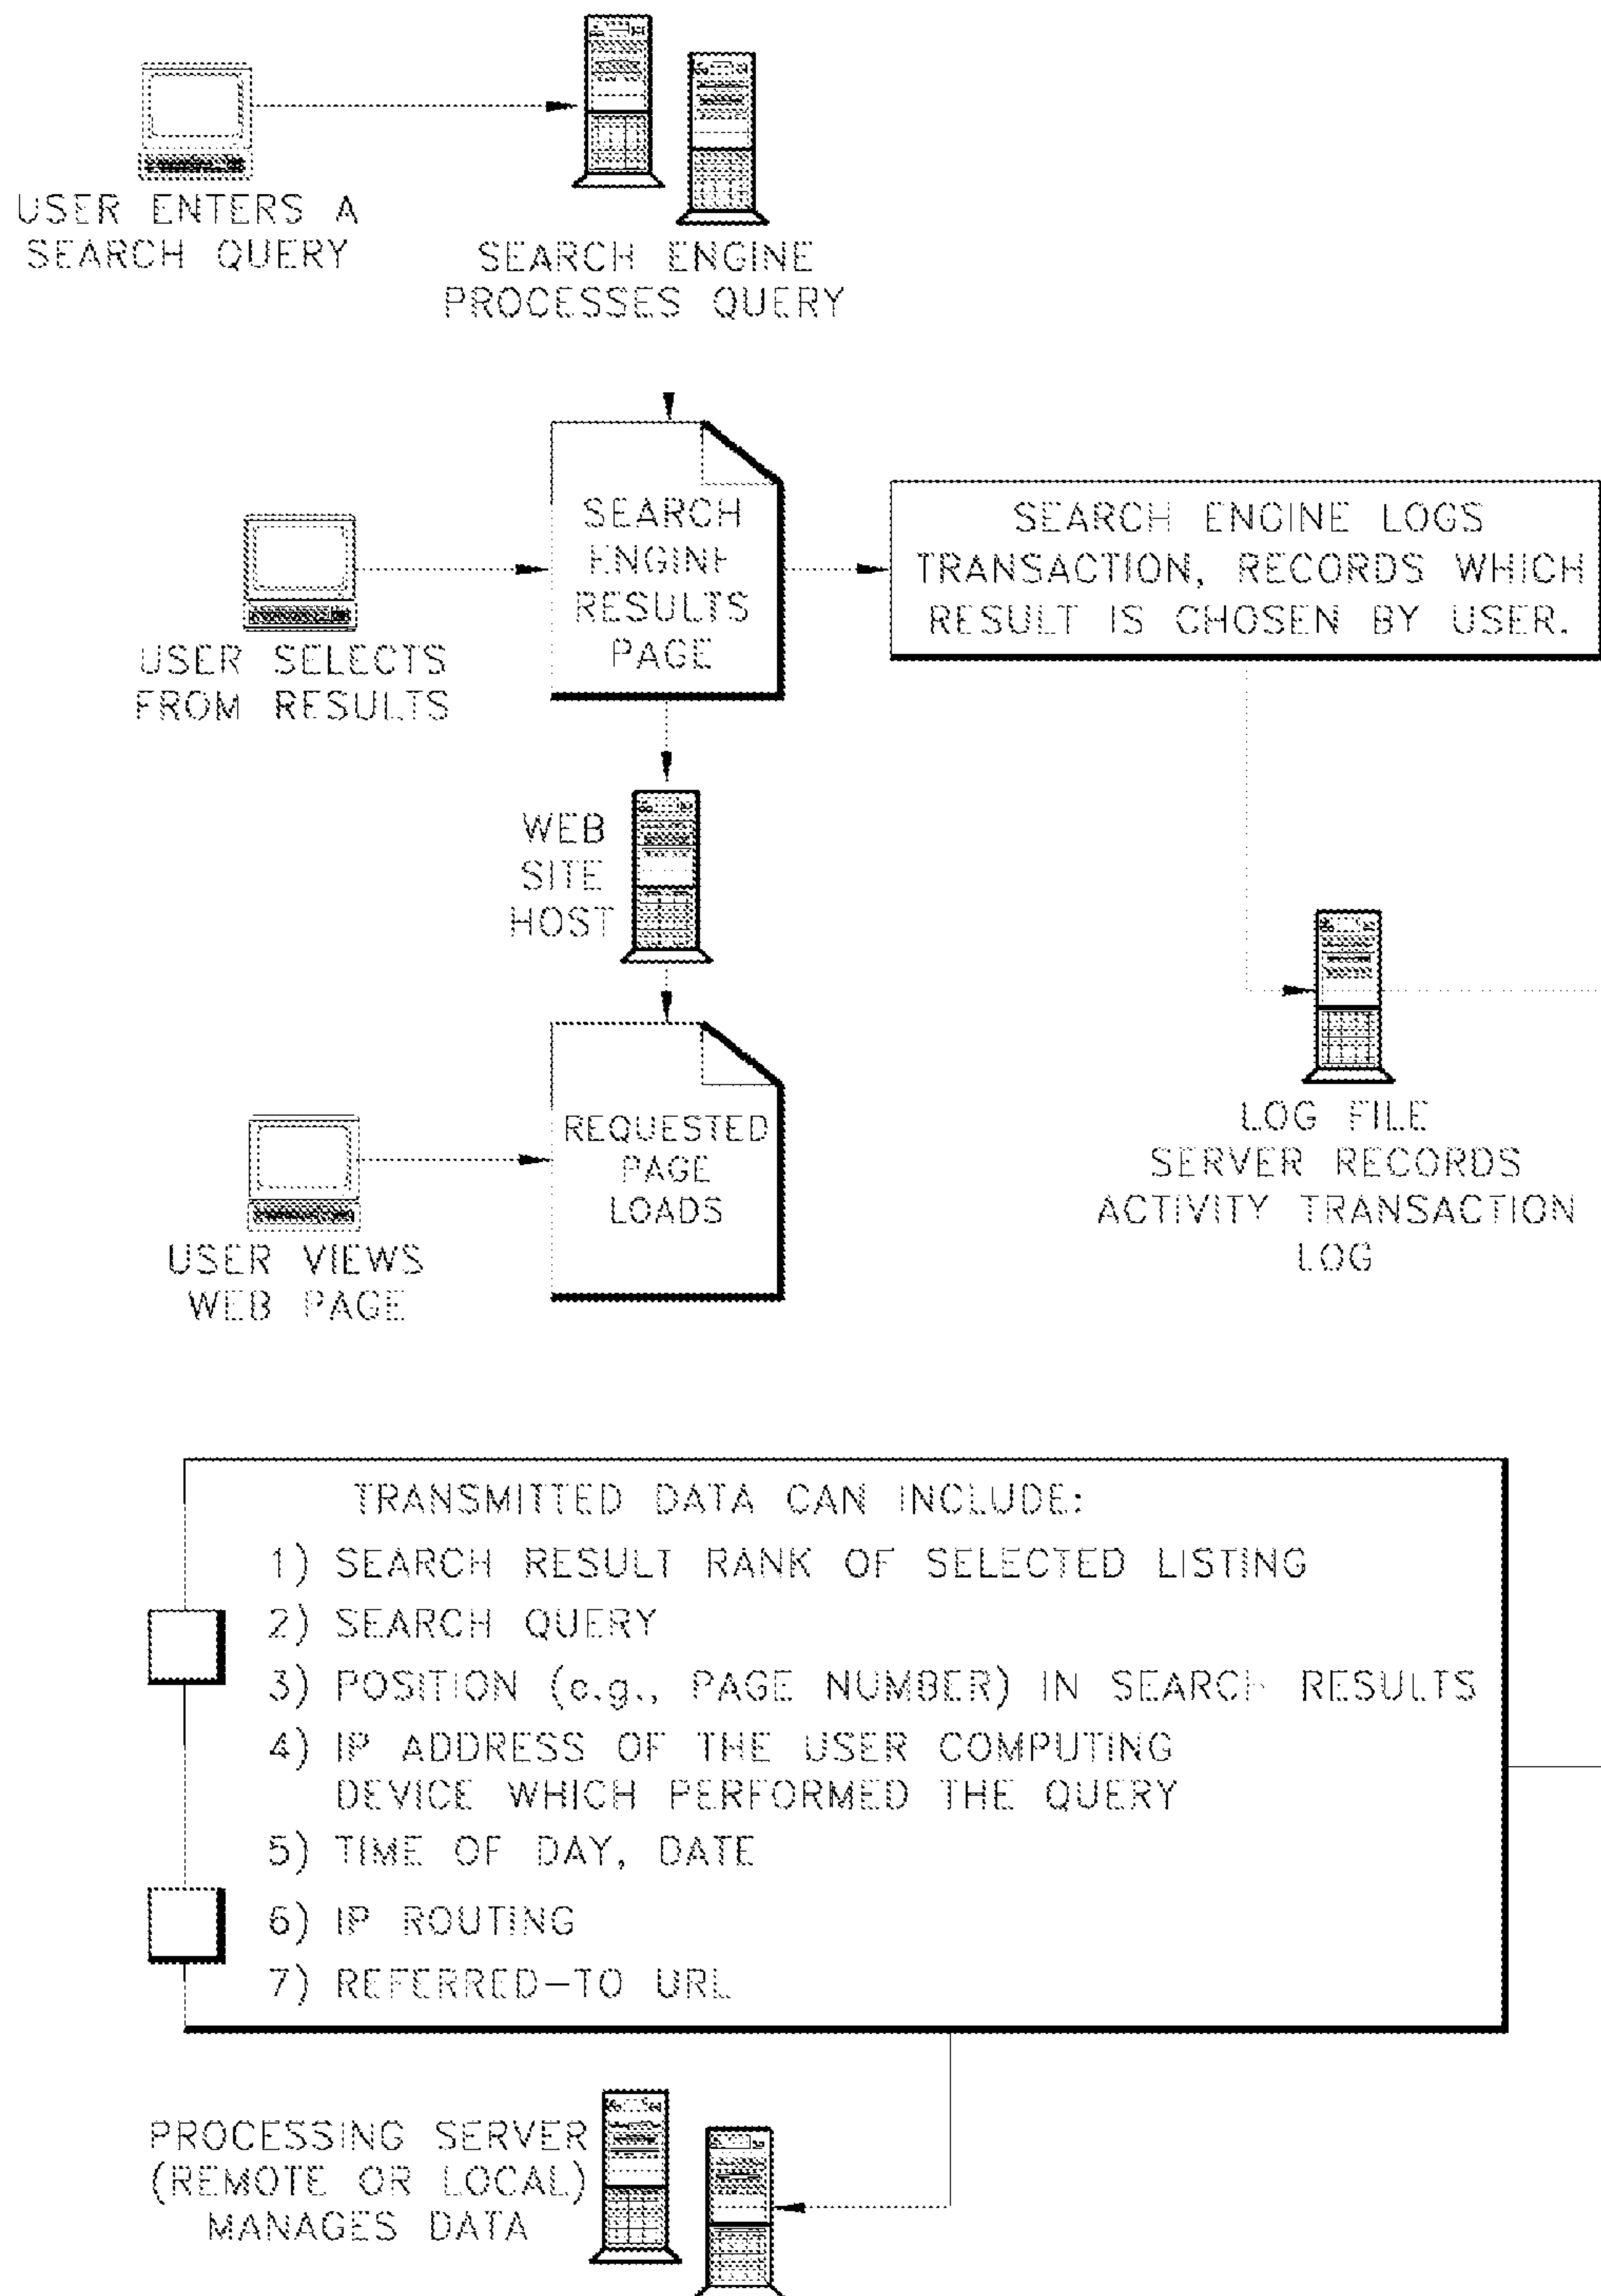 USER ENTERS A
SEARCH QUERY
SEARCH ENGINE
PROCESSES QUERY
SEARCH
ENGINE
RESULTS
PAGE
SEARCH ENGINE LOGS
TRANSACTION, RECORDS WHICH
RESULT IS CHOSEN BY USER.
USER SELECTS
FROM RESULTS
WEB
SITE
HOST
REQUESTED
PAGE
LOADS
LOG FILE
SERVER RECORDS
ACTIVITY TRANSACTION
LOG
USER VIEWS
WEB PAGE
TRANSMITTED DATA CAN INCLUDE:
1) SEARCH RESULT RANK OF SELECTED LISTING
2) SEARCH QUERY
3) POSITION (e.g., PAGE NUMBER) IN SEARCH RESULTS
4) IP ADDRESS OF THE USER COMPUTING
DEVICE WHICH PERFORMED THE QUERY
5) TIME OF DAY, DATE
6) IP ROUTING
7) REFERRED-TO URL
PROCESSING SERVER
(REMOTE OR LOCAL)
MANAGES DATA